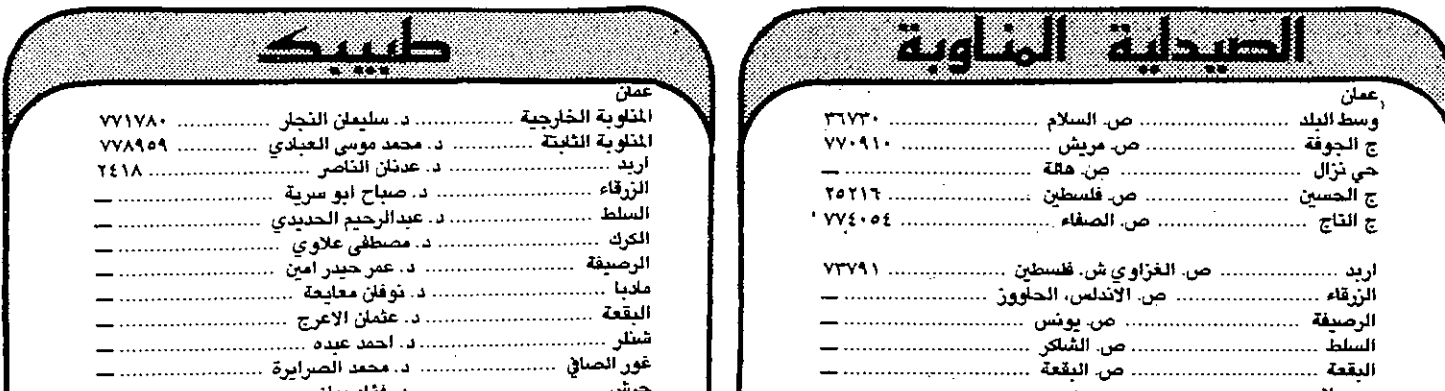 الصيدلية المناوبة
عمان
وسط البلد ..... ص. السلام ..... ٣٦٧٣٠
ج الجوفة ..... ص. مريش ..... ٧٧٠٩١٠
حي نزال ..... ص. هالة ..... —
ج الحسين ..... ص. فلسطين ..... ٢٥٢١٦
ج التاج ..... ص. الصفاء ..... ٧٧٤٠٥٤
اربد ..... ص. الغزاوي ش. فلسطين ..... ٧٣٧٩١
الزرقاء ..... ص. الاندلس، الحاووز ..... —
الرصيفة ..... ص. يونس ..... —
السلط ..... ص. الشاكر ..... —
البقعة ..... ص. البقعة ..... —
طبيبك
عمان
المناوبة الخارجية ..... د. سليمان النجار ..... ٧٧١٧٨٠
المناوبة الثابتة ..... د. محمد موسى العبادي ..... ٧٧٨٩٥٩
اربد ..... د. عدنان الناصر ..... ٢٤١٨
الزرقاء ..... د. صباح ابو سرية ..... —
السلط ..... د. عبدالرحيم الحديدي ..... —
الكرك ..... د. مصطفى علاوي ..... —
الرصيفة ..... د. عمر حيدر امين ..... —
مادبا ..... د. نوفان معايعة ..... —
البقعة ..... د. عثمان الاعرج ..... —
شنلر ..... د. احمد عبده ..... —
غور الصافي ..... د. محمد الصرايرة ..... —